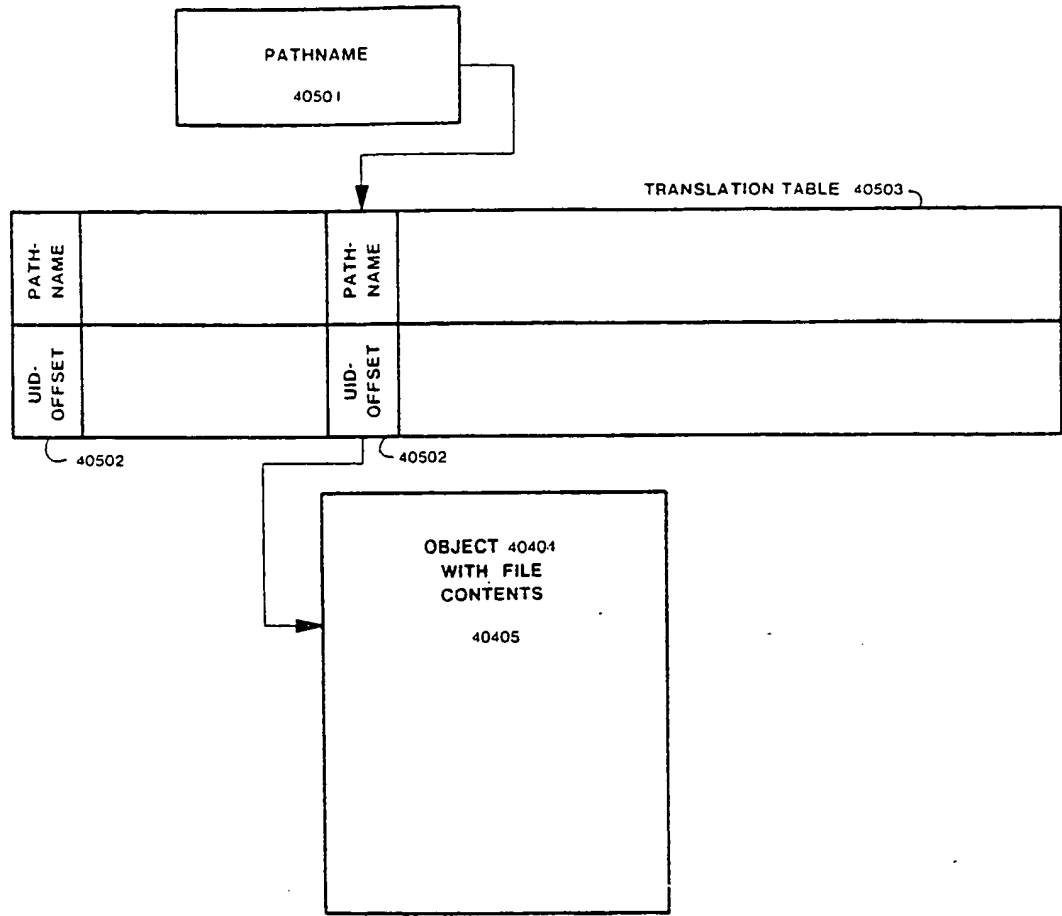 PATHNAME
40501
TRANSLATION TABLE 40503
PATH-
NAME
PATH-
NAME
UID-
OFFSET
UID-
OFFSET
40502
40502
OBJECT 40404
WITH FILE
CONTENTS
40405